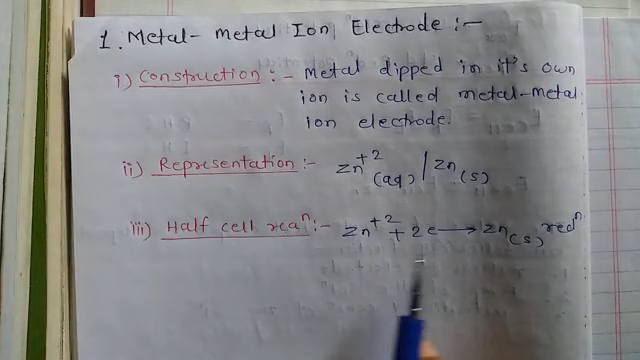 1. Metal- metal Ion Electrode :-
i) Construction :- Metal dipped in it's own
ion is called metal-metal
ion electrode.
ii) Representation :- Zn⁺²(aq) / Zn(s)
iii) Half cell reaⁿ :- Zn⁺² + 2e → Zn(s) redⁿ